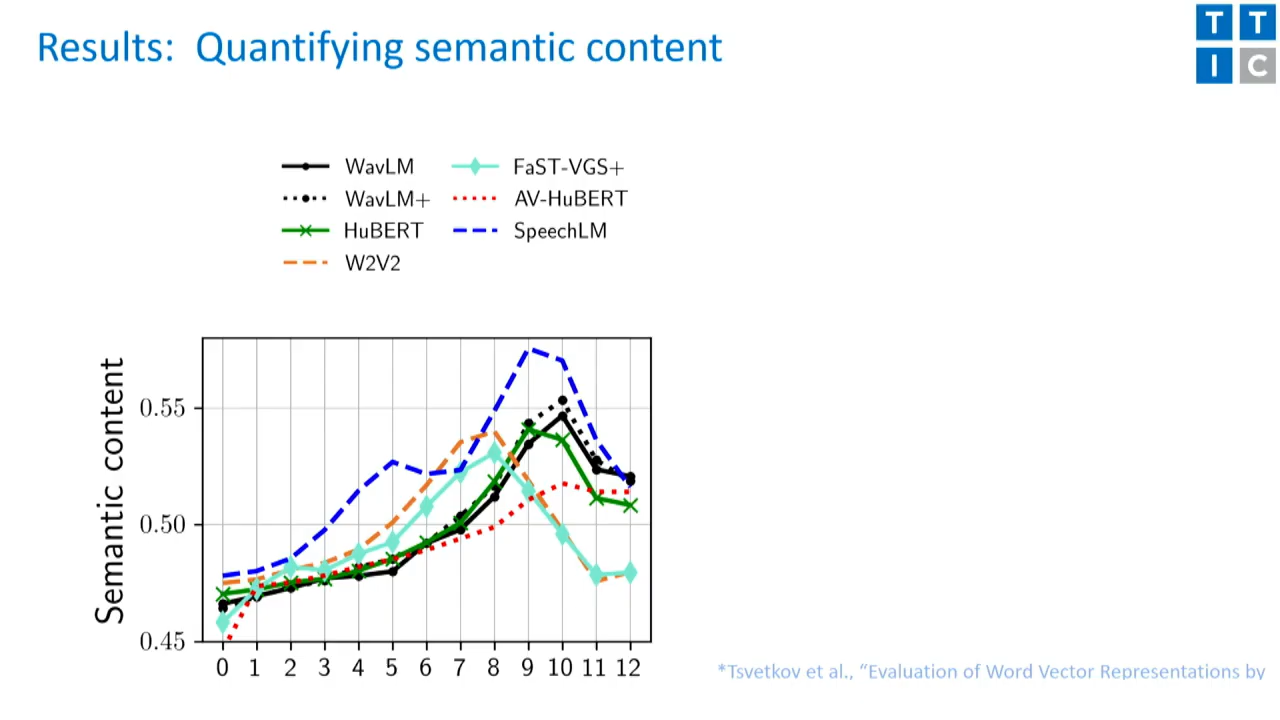 Results: Quantifying semantic content
T T
I C
WavLM
WavLM+
HuBERT
W2V2
FaST-VGS+
AV-HuBERT
SpeechLM
Semantic content
0.55
0.50
0.45
0 1 2 3 4 5 6 7 8 9 10 11 12
*Tsvetkov et al., “Evaluation of Word Vector Representations by